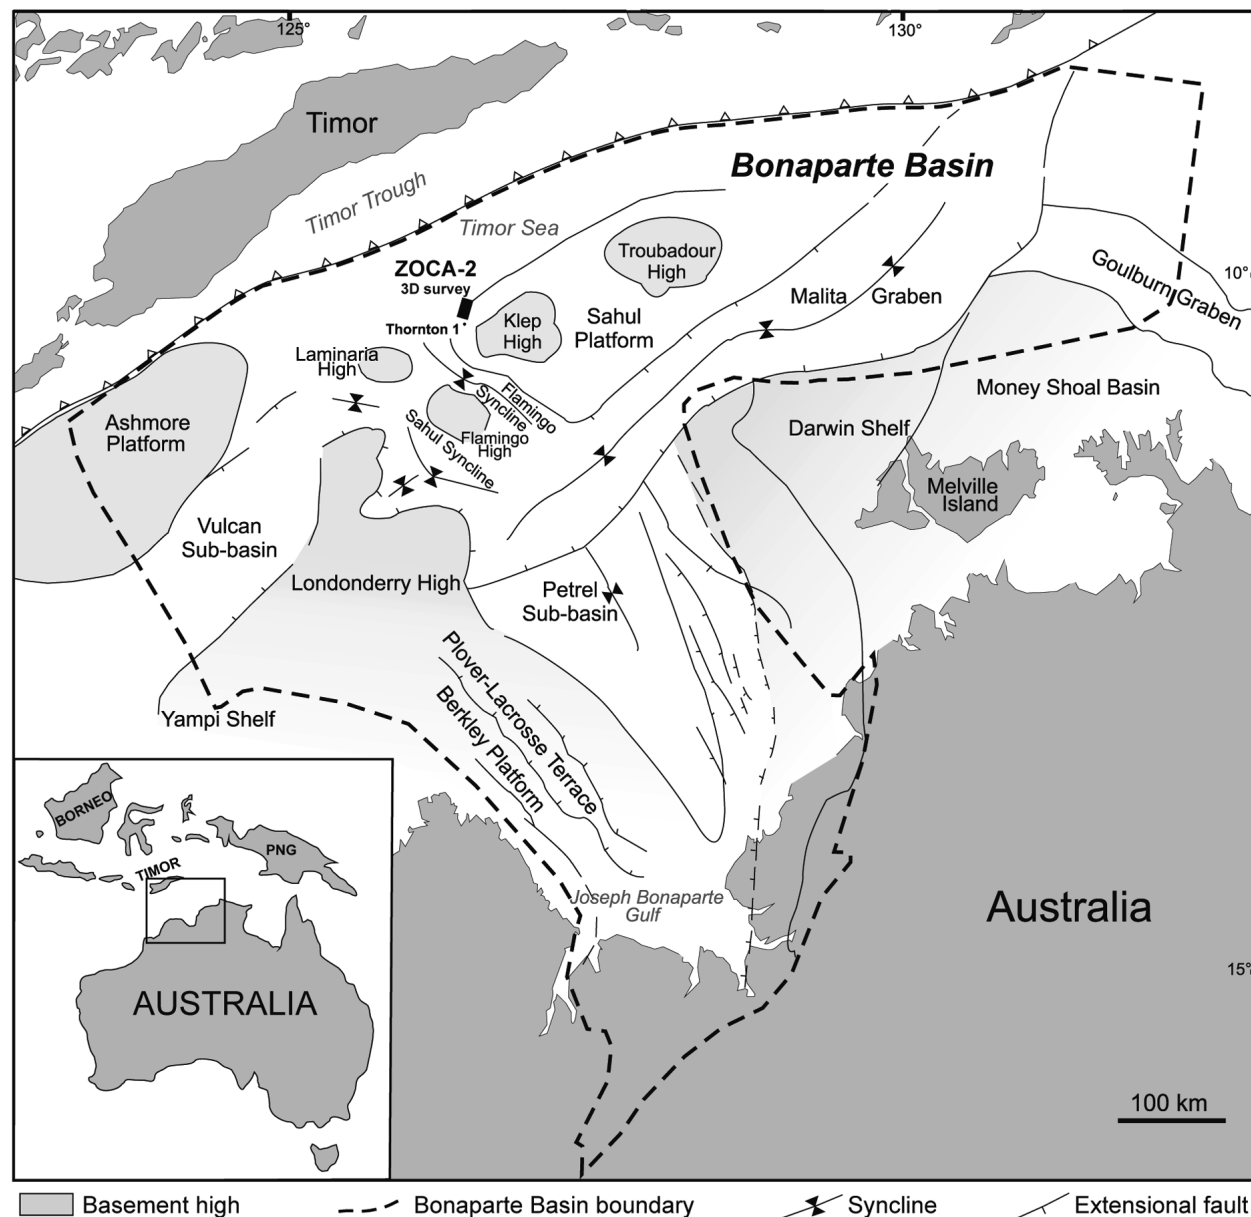 125°
130°
Timor
Bonaparte Basin
Timor Trough
Timor Sea
Troubadour
High
ZOCA-2
3D survey
10°
Goulburn Graben
Malita Graben
Klep
High
Sahul
Platform
Thornton 1
Laminaria
High
Money Shoal Basin
Flamingo
Syncline
Ashmore
Platform
Darwin Shelf
Flamingo
High
Sahul Syncline
Melville
Island
Vulcan
Sub-basin
Londonderry High
Petrel
Sub-basin
Plover-Lacrosse Terrace
Berkley Platform
Yampi Shelf
BORNEO
PNG
TIMOR
AUSTRALIA
Joseph Bonaparte
Gulf
Australia
15°
100 km
Basement high
Bonaparte Basin boundary
Syncline
Extensional fault